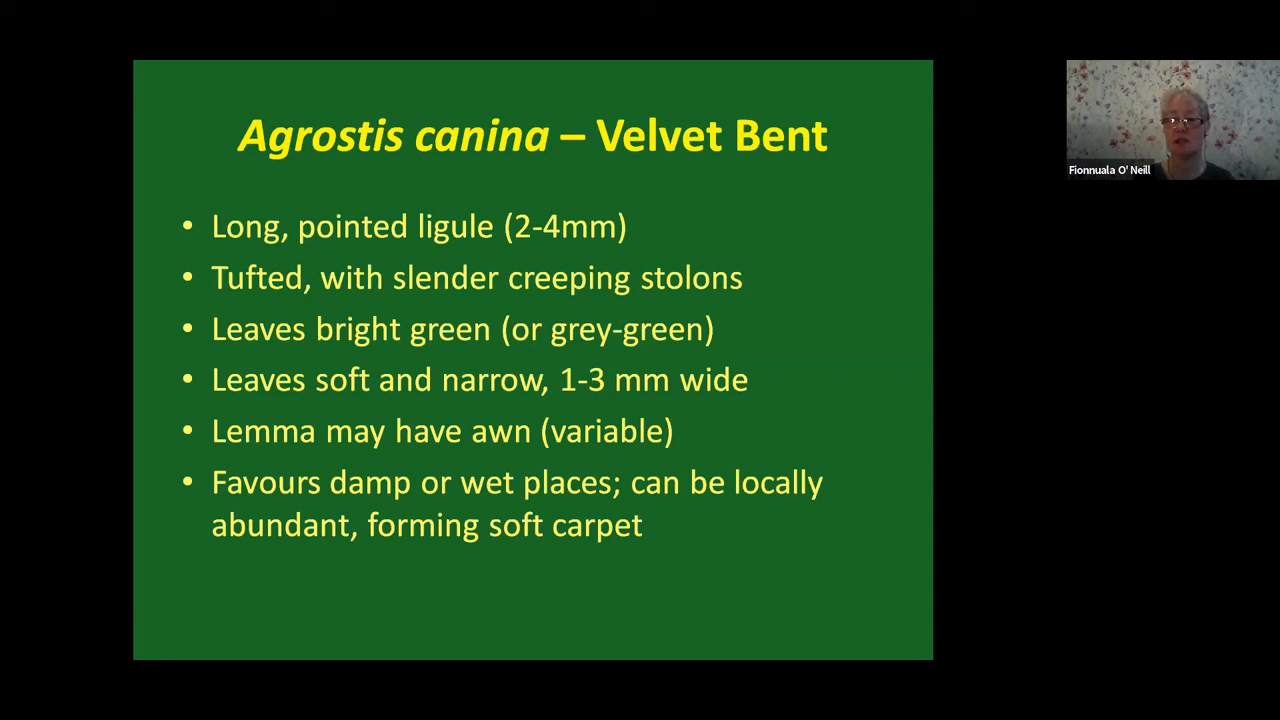 Agrostis canina – Velvet Bent
• Long, pointed ligule (2-4mm)
• Tufted, with slender creeping stolons
• Leaves bright green (or grey-green)
• Leaves soft and narrow, 1-3 mm wide
• Lemma may have awn (variable)
• Favours damp or wet places; can be locally
abundant, forming soft carpet
Fionnuala O' Neill